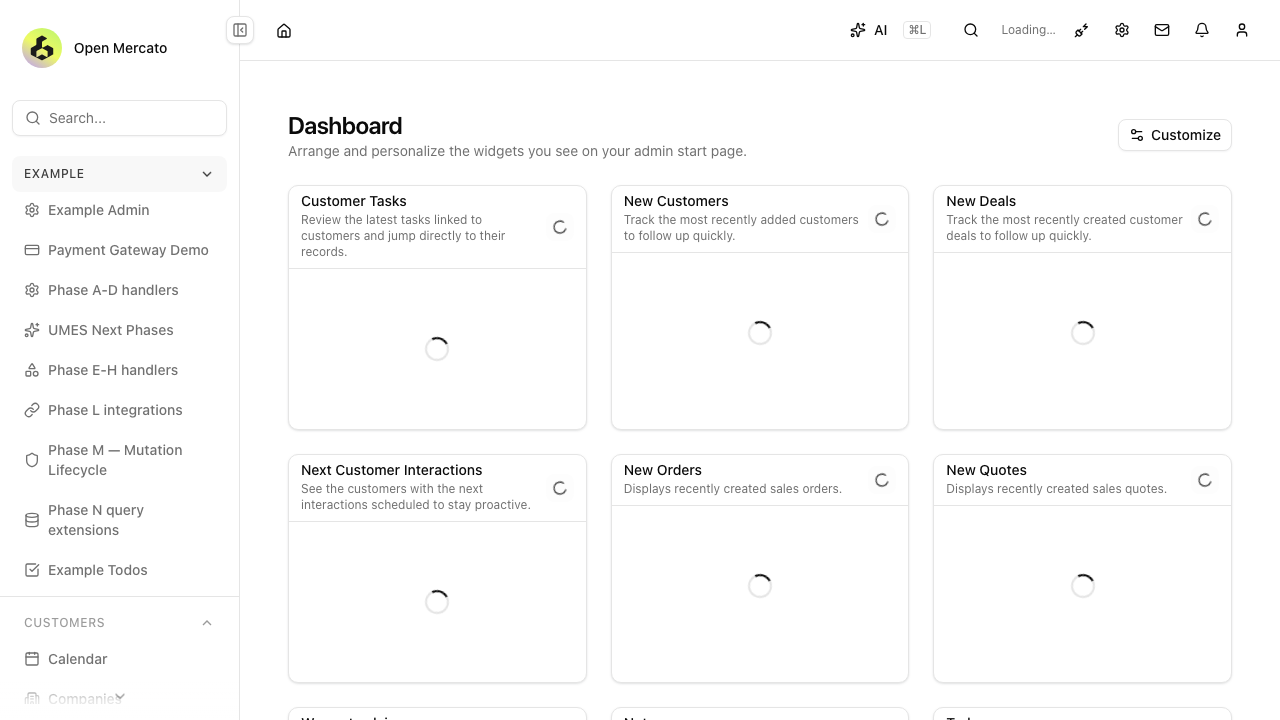 Open Mercato
AI
⌘L
Loading...
Search...
Dashboard
Arrange and personalize the widgets you see on your admin start page.
Customize
EXAMPLE
Example Admin
Payment Gateway Demo
Phase A-D handlers
UMES Next Phases
Phase E-H handlers
Phase L integrations
Phase M — Mutation
Lifecycle
Phase N query
extensions
Example Todos
CUSTOMERS
Calendar
Companies
Customer Tasks
Review the latest tasks linked to
customers and jump directly to their
records.
New Customers
Track the most recently added customers
to follow up quickly.
New Deals
Track the most recently created customer
deals to follow up quickly.
Next Customer Interactions
See the customers with the next
interactions scheduled to stay proactive.
New Orders
Displays recently created sales orders.
New Quotes
Displays recently created sales quotes.